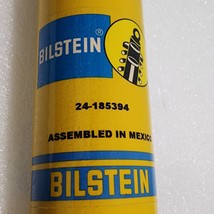 BILSTEIN®
24-185394
ASSEMBLED IN MEXICO
BILSTEIN